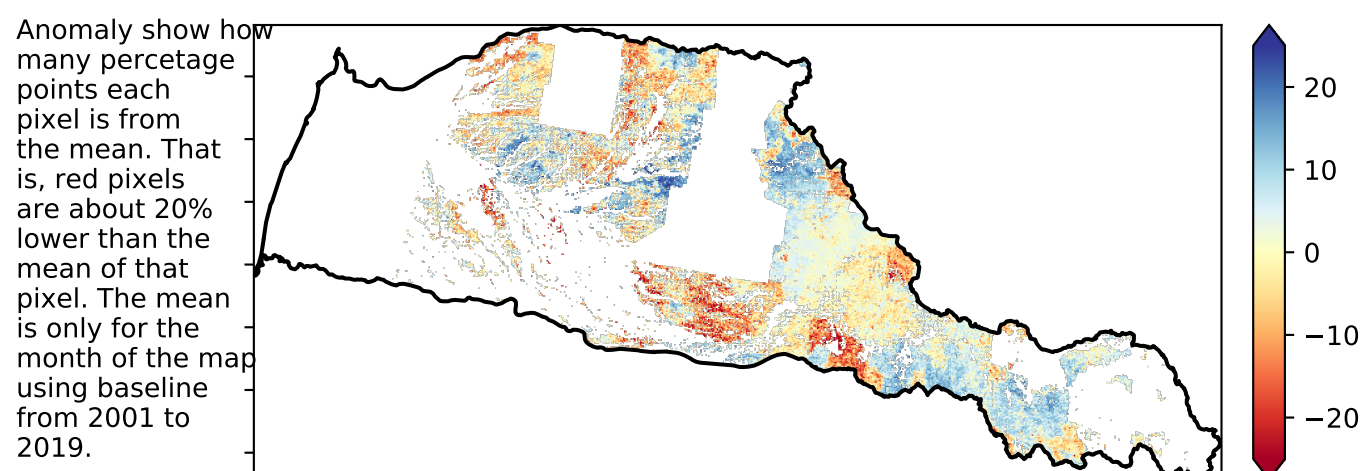 Anomaly show how
many percetage
points each
pixel is from
the mean. That
is, red pixels
are about 20%
lower than the
mean of that
pixel. The mean
is only for the
month of the map
using baseline
from 2001 to
2019.
20
10
0
−10
−20